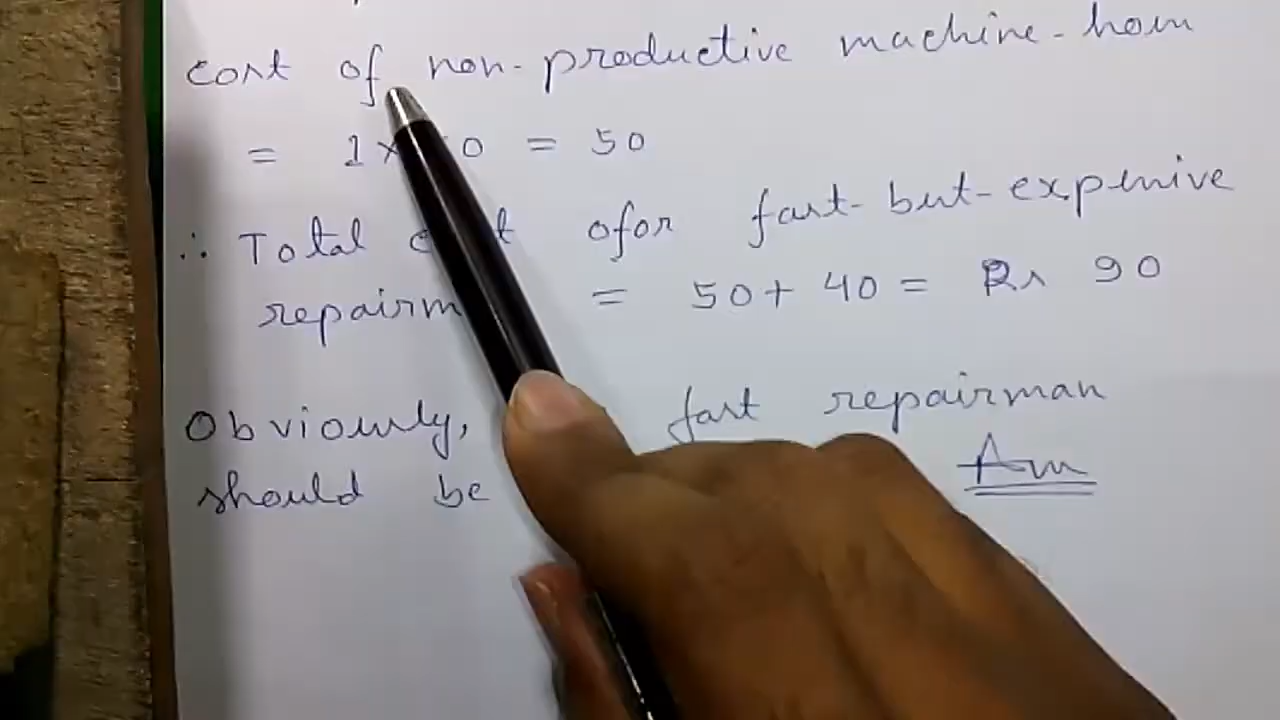 cost of non-productive machine-hour
= 1 × 0 = 50
∴ Total ofor fast-but-expensive
= 50 + 40 = Rs 90
Obviously, fast repairman
should be Ans